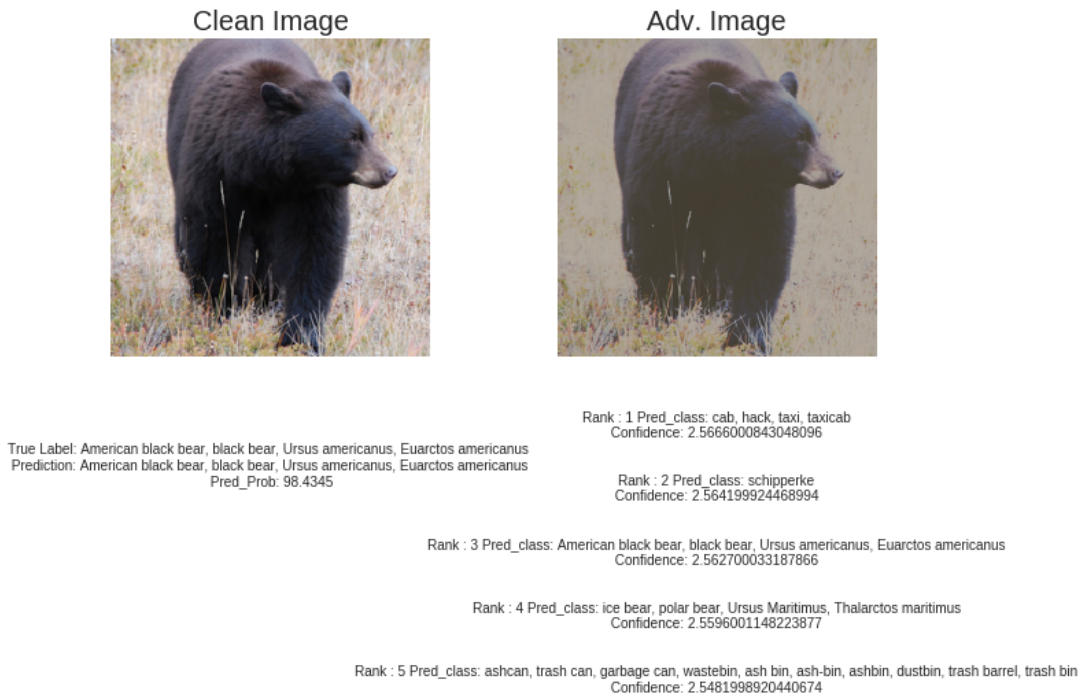 Clean Image
Adv. Image
True Label: American black bear, black bear, Ursus americanus, Euarctos americanus
Prediction: American black bear, black bear, Ursus americanus, Euarctos americanus
Pred_Prob: 98.4345
Rank : 1 Pred_class: cab, hack, taxi, taxicab
Confidence: 2.5666000843048096
Rank : 2 Pred_class: schipperke
Confidence: 2.564199924468994
Rank : 3 Pred_class: American black bear, black bear, Ursus americanus, Euarctos americanus
Confidence: 2.562700033187866
Rank : 4 Pred_class: ice bear, polar bear, Ursus Maritimus, Thalarctos maritimus
Confidence: 2.5596001148223877
Rank : 5 Pred_class: ashcan, trash can, garbage can, wastebin, ash bin, ash-bin, ashbin, dustbin, trash barrel, trash bin
Confidence: 2.5481998920440674